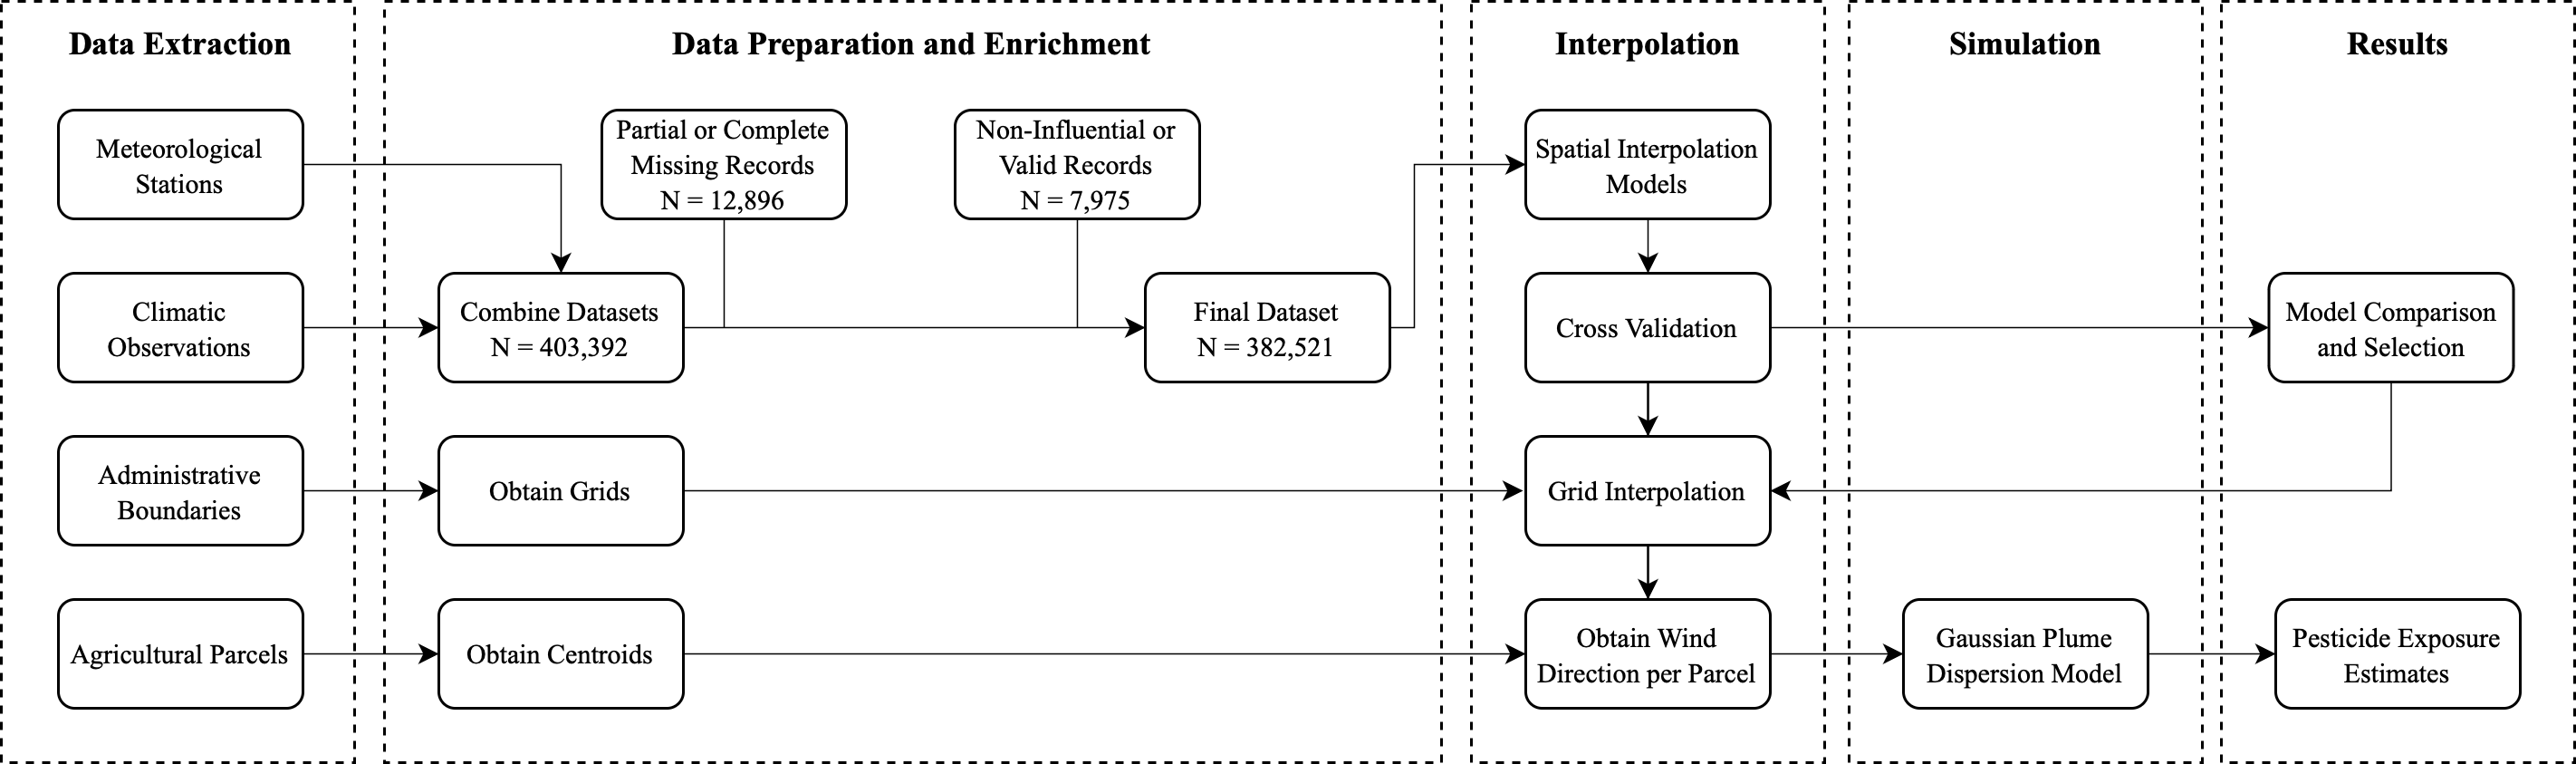 Data Extraction
Data Preparation and Enrichment
Interpolation
Simulation
Results
Meteorological
Stations
Partial or Complete
Missing Records
N = 12,896
Non-Influential or
Valid Records
N = 7,975
Spatial Interpolation
Models
Climatic
Observations
Combine Datasets
N = 403,392
Final Dataset
N = 382,521
Cross Validation
Model Comparison
and Selection
Administrative
Boundaries
Obtain Grids
Grid Interpolation
Agricultural Parcels
Obtain Centroids
Obtain Wind
Direction per Parcel
Gaussian Plume
Dispersion Model
Pesticide Exposure
Estimates